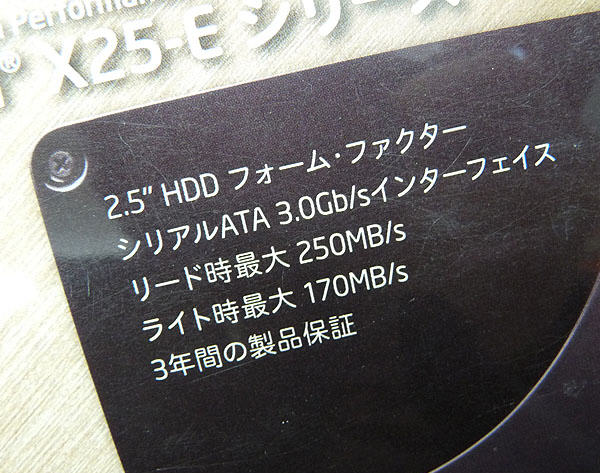 Performance
® X25-E シリーズ
2.5" HDD フォーム・ファクター
シリアルATA 3.0Gb/sインターフェイス
リード時最大 250MB/s
ライト時最大 170MB/s
3年間の製品保証